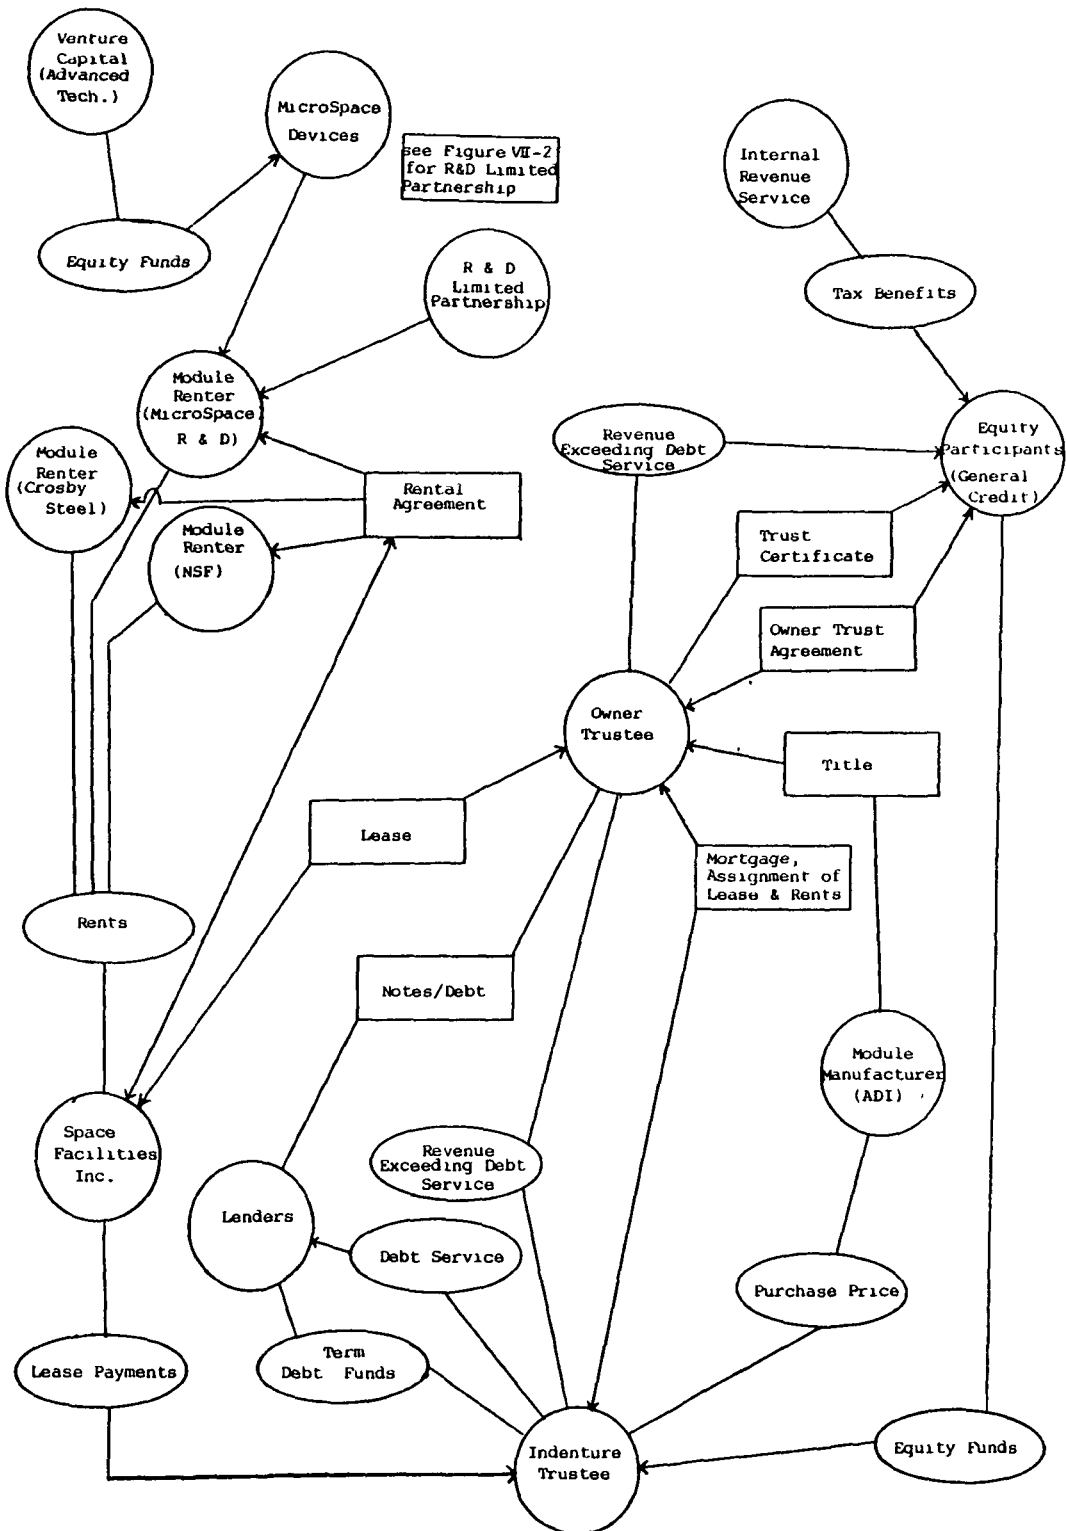 Venture
Capital
(Advanced
Tech.)
MicroSpace
Devices
see Figure VII-2
for R&D Limited
Partnership
Internal
Revenue
Service
Equity Funds
R & D
Limited
Partnership
Tax Benefits
Module
Renter
(MicroSpace
R & D)
Module
Renter
(Crosby
Steel)
Rental
Agreement
Module
Renter
(NSF)
Revenue
Exceeding Debt
Service
Equity
Participants
(General
Credit)
Trust
Certificate
Owner Trust
Agreement
Owner
Trustee
Title
Lease
Mortgage,
Assignment of
Lease & Rents
Rents
Notes/Debt
Module
Manufacturer
(ADI)
Space
Facilities
Inc.
Revenue
Exceeding Debt
Service
Lenders
Debt Service
Purchase Price
Term
Debt Funds
Lease Payments
Indenture
Trustee
Equity Funds